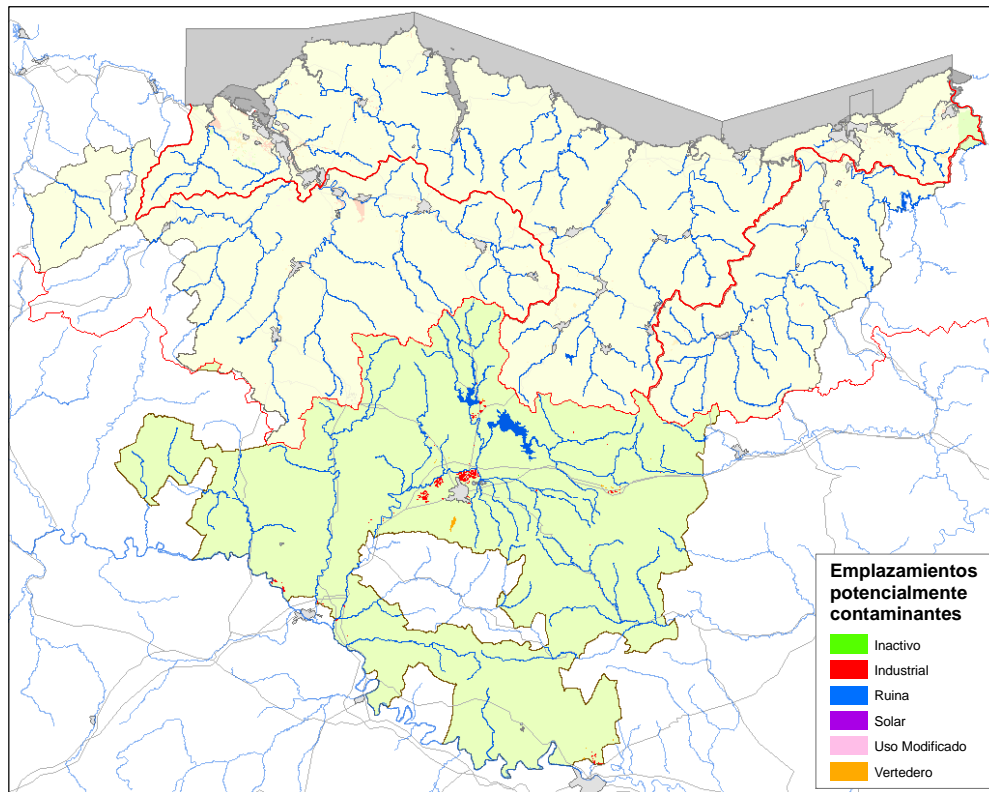 Emplazamientos
potencialmente
contaminantes
Inactivo
Industrial
Ruina
Solar
Uso Modificado
Vertedero